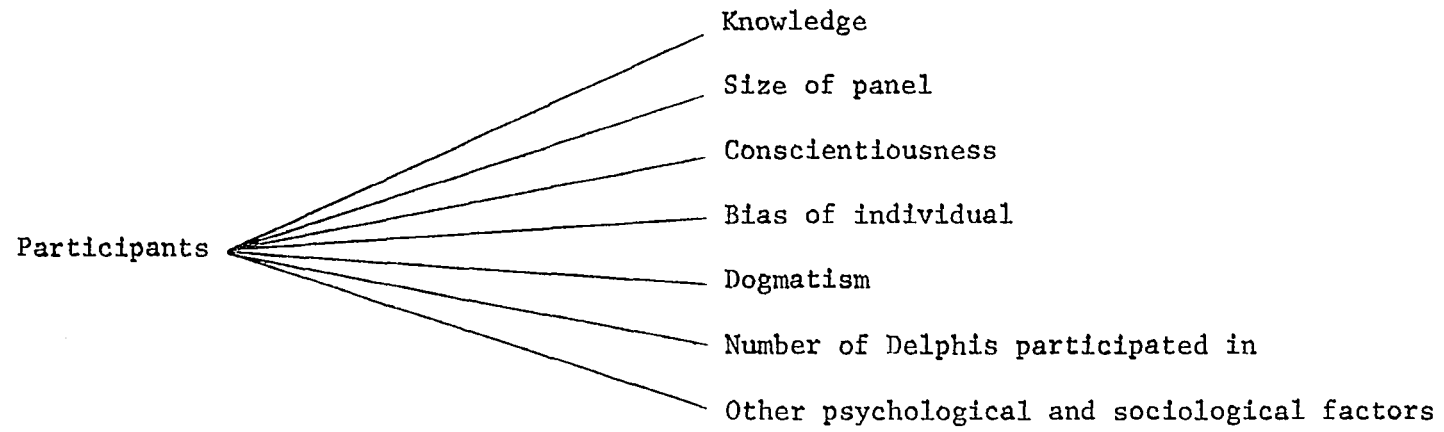 Knowledge
Size of panel
Conscientiousness
Bias of individual
Participants
Dogmatism
Number of Delphis participated in
Other psychological and sociological factors